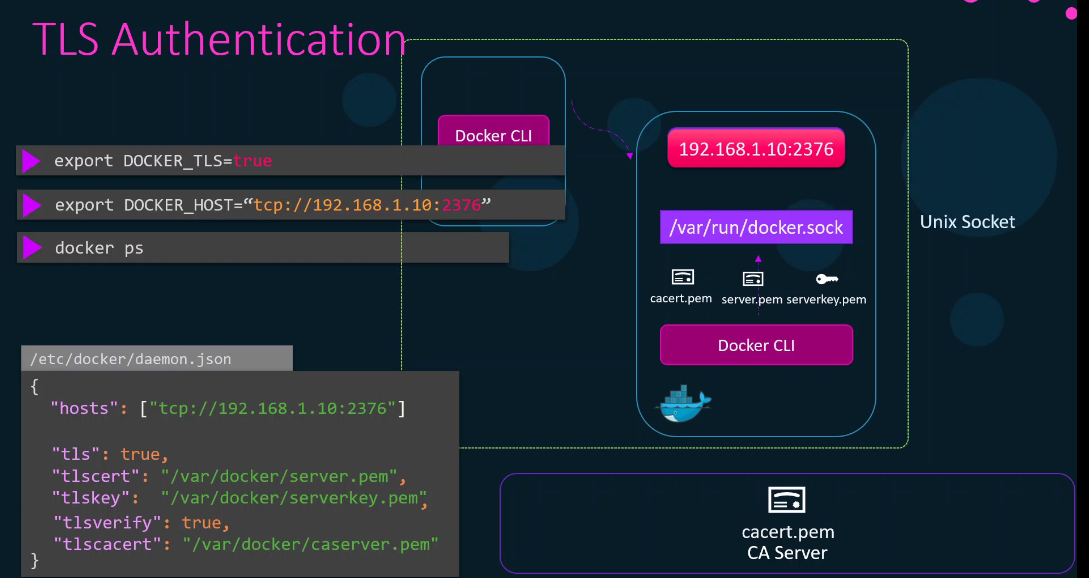 TLS Authentication
Docker CLI
export DOCKER_TLS=true
export DOCKER_HOST=“tcp://192.168.1.10:2376”
docker ps
192.168.1.10:2376
/var/run/docker.sock
cacert.pem
server.pem
serverkey.pem
Docker CLI
Unix Socket
/etc/docker/daemon.json
{
"hosts": ["tcp://192.168.1.10:2376"]
"tls": true,
"tlscert": "/var/docker/server.pem",
"tlskey": "/var/docker/serverkey.pem",
"tlsverify": true,
"tlscacert": "/var/docker/caserver.pem"
}
cacert.pem
CA Server